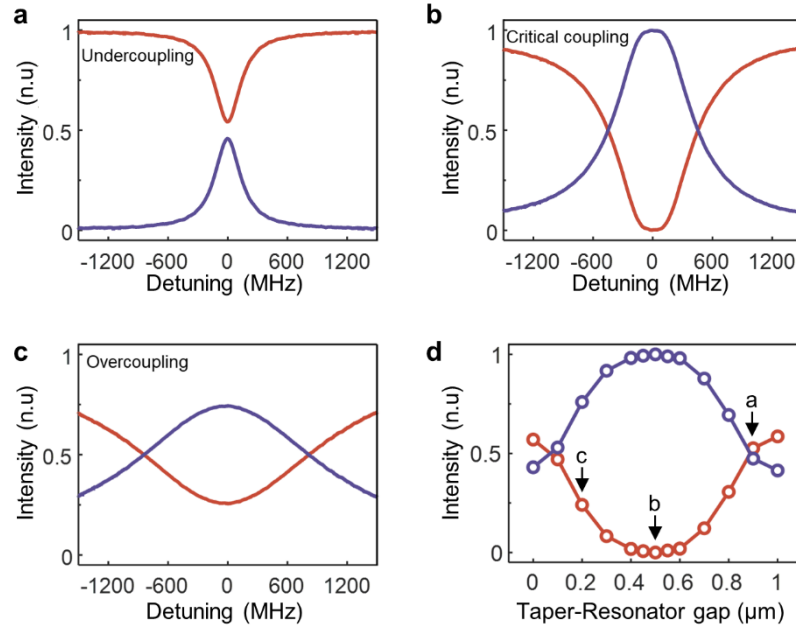 a
Undercoupling
1
0.5
0
Intensity (n.u)
-1200 -600 0 600 1200
Detuning (MHz)
b
Critical coupling
1
0.5
0
Intensity (n.u)
-1200 -600 0 600 1200
Detuning (MHz)
c
Overcoupling
1
0.5
0
Intensity (n.u)
-1200 -600 0 600 1200
Detuning (MHz)
d
a
c
b
1
0.5
0
Intensity (n.u)
0 0.2 0.4 0.6 0.8 1
Taper-Resonator gap (μm)